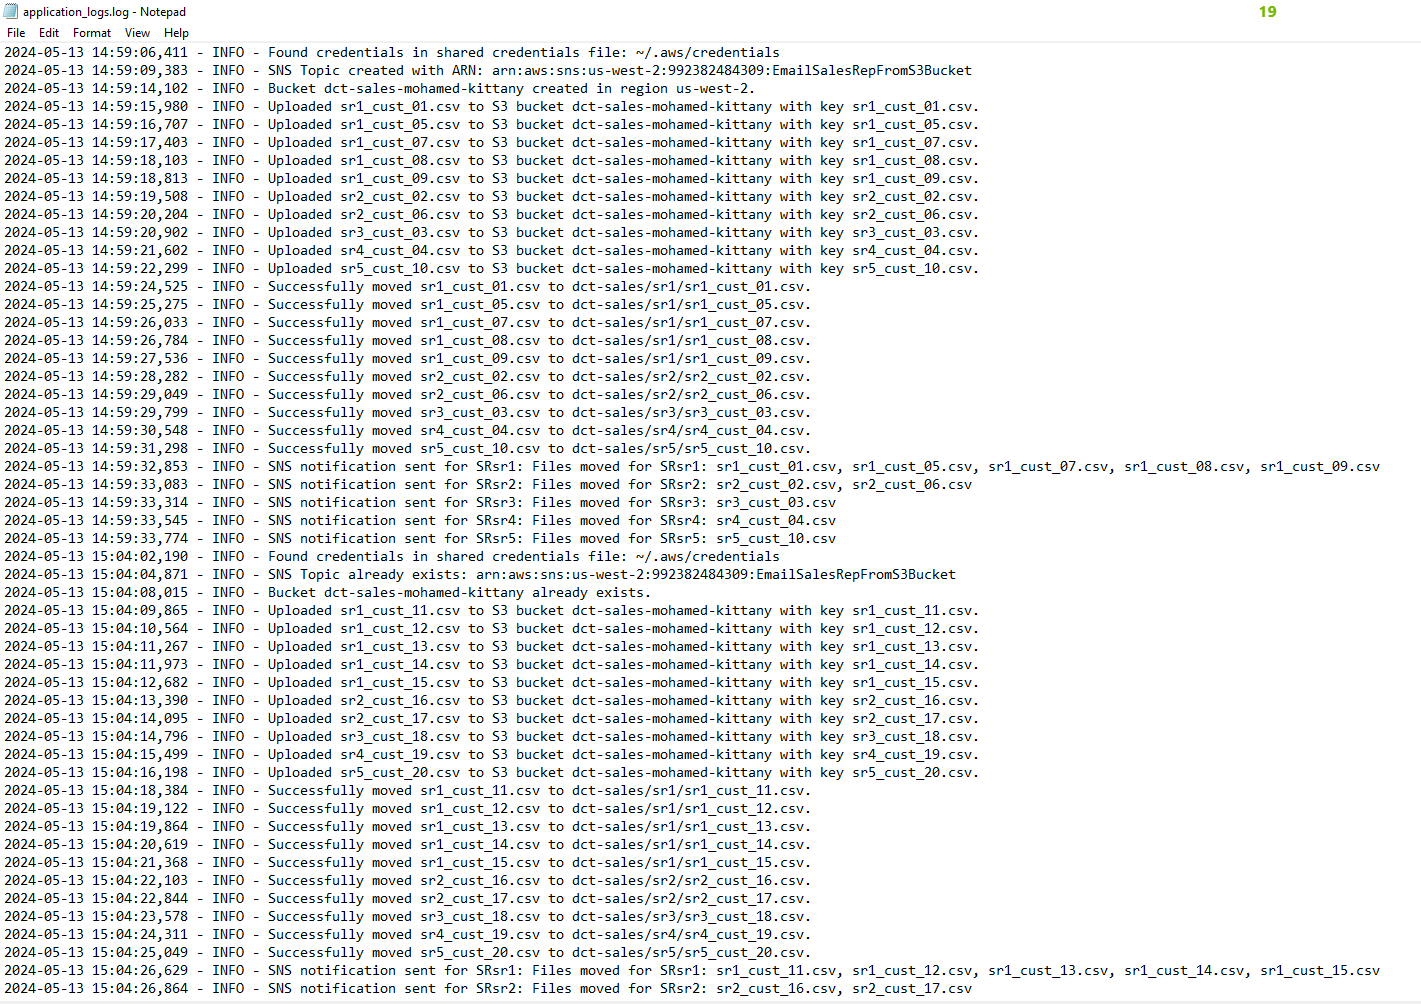 application_logs.log - Notepad
19
File Edit Format View Help
2024-05-13 14:59:06,411 - INFO - Found credentials in shared credentials file: ~/.aws/credentials
2024-05-13 14:59:09,383 - INFO - SNS Topic created with ARN: arn:aws:sns:us-west-2:992382484309:EmailSalesRepFromS3Bucket
2024-05-13 14:59:14,102 - INFO - Bucket dct-sales-mohamed-kittany created in region us-west-2.
2024-05-13 14:59:15,980 - INFO - Uploaded sr1_cust_01.csv to S3 bucket dct-sales-mohamed-kittany with key sr1_cust_01.csv.
2024-05-13 14:59:16,707 - INFO - Uploaded sr1_cust_05.csv to S3 bucket dct-sales-mohamed-kittany with key sr1_cust_05.csv.
2024-05-13 14:59:17,403 - INFO - Uploaded sr1_cust_07.csv to S3 bucket dct-sales-mohamed-kittany with key sr1_cust_07.csv.
2024-05-13 14:59:18,103 - INFO - Uploaded sr1_cust_08.csv to S3 bucket dct-sales-mohamed-kittany with key sr1_cust_08.csv.
2024-05-13 14:59:18,813 - INFO - Uploaded sr1_cust_09.csv to S3 bucket dct-sales-mohamed-kittany with key sr1_cust_09.csv.
2024-05-13 14:59:19,508 - INFO - Uploaded sr2_cust_02.csv to S3 bucket dct-sales-mohamed-kittany with key sr2_cust_02.csv.
2024-05-13 14:59:20,204 - INFO - Uploaded sr2_cust_06.csv to S3 bucket dct-sales-mohamed-kittany with key sr2_cust_06.csv.
2024-05-13 14:59:20,902 - INFO - Uploaded sr3_cust_03.csv to S3 bucket dct-sales-mohamed-kittany with key sr3_cust_03.csv.
2024-05-13 14:59:21,602 - INFO - Uploaded sr4_cust_04.csv to S3 bucket dct-sales-mohamed-kittany with key sr4_cust_04.csv.
2024-05-13 14:59:22,299 - INFO - Uploaded sr5_cust_10.csv to S3 bucket dct-sales-mohamed-kittany with key sr5_cust_10.csv.
2024-05-13 14:59:24,525 - INFO - Successfully moved sr1_cust_01.csv to dct-sales/sr1/sr1_cust_01.csv.
2024-05-13 14:59:25,275 - INFO - Successfully moved sr1_cust_05.csv to dct-sales/sr1/sr1_cust_05.csv.
2024-05-13 14:59:26,033 - INFO - Successfully moved sr1_cust_07.csv to dct-sales/sr1/sr1_cust_07.csv.
2024-05-13 14:59:26,784 - INFO - Successfully moved sr1_cust_08.csv to dct-sales/sr1/sr1_cust_08.csv.
2024-05-13 14:59:27,536 - INFO - Successfully moved sr1_cust_09.csv to dct-sales/sr1/sr1_cust_09.csv.
2024-05-13 14:59:28,282 - INFO - Successfully moved sr2_cust_02.csv to dct-sales/sr2/sr2_cust_02.csv.
2024-05-13 14:59:29,049 - INFO - Successfully moved sr2_cust_06.csv to dct-sales/sr2/sr2_cust_06.csv.
2024-05-13 14:59:29,799 - INFO - Successfully moved sr3_cust_03.csv to dct-sales/sr3/sr3_cust_03.csv.
2024-05-13 14:59:30,548 - INFO - Successfully moved sr4_cust_04.csv to dct-sales/sr4/sr4_cust_04.csv.
2024-05-13 14:59:31,298 - INFO - Successfully moved sr5_cust_10.csv to dct-sales/sr5/sr5_cust_10.csv.
2024-05-13 14:59:32,853 - INFO - SNS notification sent for SRsr1: Files moved for SRsr1: sr1_cust_01.csv, sr1_cust_05.csv, sr1_cust_07.csv, sr1_cust_08.csv, sr1_cust_09.csv
2024-05-13 14:59:33,083 - INFO - SNS notification sent for SRsr2: Files moved for SRsr2: sr2_cust_02.csv, sr2_cust_06.csv
2024-05-13 14:59:33,314 - INFO - SNS notification sent for SRsr3: Files moved for SRsr3: sr3_cust_03.csv
2024-05-13 14:59:33,545 - INFO - SNS notification sent for SRsr4: Files moved for SRsr4: sr4_cust_04.csv
2024-05-13 14:59:33,774 - INFO - SNS notification sent for SRsr5: Files moved for SRsr5: sr5_cust_10.csv
2024-05-13 15:04:02,190 - INFO - Found credentials in shared credentials file: ~/.aws/credentials
2024-05-13 15:04:04,871 - INFO - SNS Topic already exists: arn:aws:sns:us-west-2:992382484309:EmailSalesRepFromS3Bucket
2024-05-13 15:04:08,015 - INFO - Bucket dct-sales-mohamed-kittany already exists.
2024-05-13 15:04:09,865 - INFO - Uploaded sr1_cust_11.csv to S3 bucket dct-sales-mohamed-kittany with key sr1_cust_11.csv.
2024-05-13 15:04:10,564 - INFO - Uploaded sr1_cust_12.csv to S3 bucket dct-sales-mohamed-kittany with key sr1_cust_12.csv.
2024-05-13 15:04:11,267 - INFO - Uploaded sr1_cust_13.csv to S3 bucket dct-sales-mohamed-kittany with key sr1_cust_13.csv.
2024-05-13 15:04:11,973 - INFO - Uploaded sr1_cust_14.csv to S3 bucket dct-sales-mohamed-kittany with key sr1_cust_14.csv.
2024-05-13 15:04:12,682 - INFO - Uploaded sr1_cust_15.csv to S3 bucket dct-sales-mohamed-kittany with key sr1_cust_15.csv.
2024-05-13 15:04:13,390 - INFO - Uploaded sr2_cust_16.csv to S3 bucket dct-sales-mohamed-kittany with key sr2_cust_16.csv.
2024-05-13 15:04:14,095 - INFO - Uploaded sr2_cust_17.csv to S3 bucket dct-sales-mohamed-kittany with key sr2_cust_17.csv.
2024-05-13 15:04:14,796 - INFO - Uploaded sr3_cust_18.csv to S3 bucket dct-sales-mohamed-kittany with key sr3_cust_18.csv.
2024-05-13 15:04:15,499 - INFO - Uploaded sr4_cust_19.csv to S3 bucket dct-sales-mohamed-kittany with key sr4_cust_19.csv.
2024-05-13 15:04:16,198 - INFO - Uploaded sr5_cust_20.csv to S3 bucket dct-sales-mohamed-kittany with key sr5_cust_20.csv.
2024-05-13 15:04:18,384 - INFO - Successfully moved sr1_cust_11.csv to dct-sales/sr1/sr1_cust_11.csv.
2024-05-13 15:04:19,122 - INFO - Successfully moved sr1_cust_12.csv to dct-sales/sr1/sr1_cust_12.csv.
2024-05-13 15:04:19,864 - INFO - Successfully moved sr1_cust_13.csv to dct-sales/sr1/sr1_cust_13.csv.
2024-05-13 15:04:20,619 - INFO - Successfully moved sr1_cust_14.csv to dct-sales/sr1/sr1_cust_14.csv.
2024-05-13 15:04:21,368 - INFO - Successfully moved sr1_cust_15.csv to dct-sales/sr1/sr1_cust_15.csv.
2024-05-13 15:04:22,103 - INFO - Successfully moved sr2_cust_16.csv to dct-sales/sr2/sr2_cust_16.csv.
2024-05-13 15:04:22,844 - INFO - Successfully moved sr2_cust_17.csv to dct-sales/sr2/sr2_cust_17.csv.
2024-05-13 15:04:23,578 - INFO - Successfully moved sr3_cust_18.csv to dct-sales/sr3/sr3_cust_18.csv.
2024-05-13 15:04:24,311 - INFO - Successfully moved sr4_cust_19.csv to dct-sales/sr4/sr4_cust_19.csv.
2024-05-13 15:04:25,049 - INFO - Successfully moved sr5_cust_20.csv to dct-sales/sr5/sr5_cust_20.csv.
2024-05-13 15:04:26,629 - INFO - SNS notification sent for SRsr1: Files moved for SRsr1: sr1_cust_11.csv, sr1_cust_12.csv, sr1_cust_13.csv, sr1_cust_14.csv, sr1_cust_15.csv
2024-05-13 15:04:26,864 - INFO - SNS notification sent for SRsr2: Files moved for SRsr2: sr2_cust_16.csv, sr2_cust_17.csv